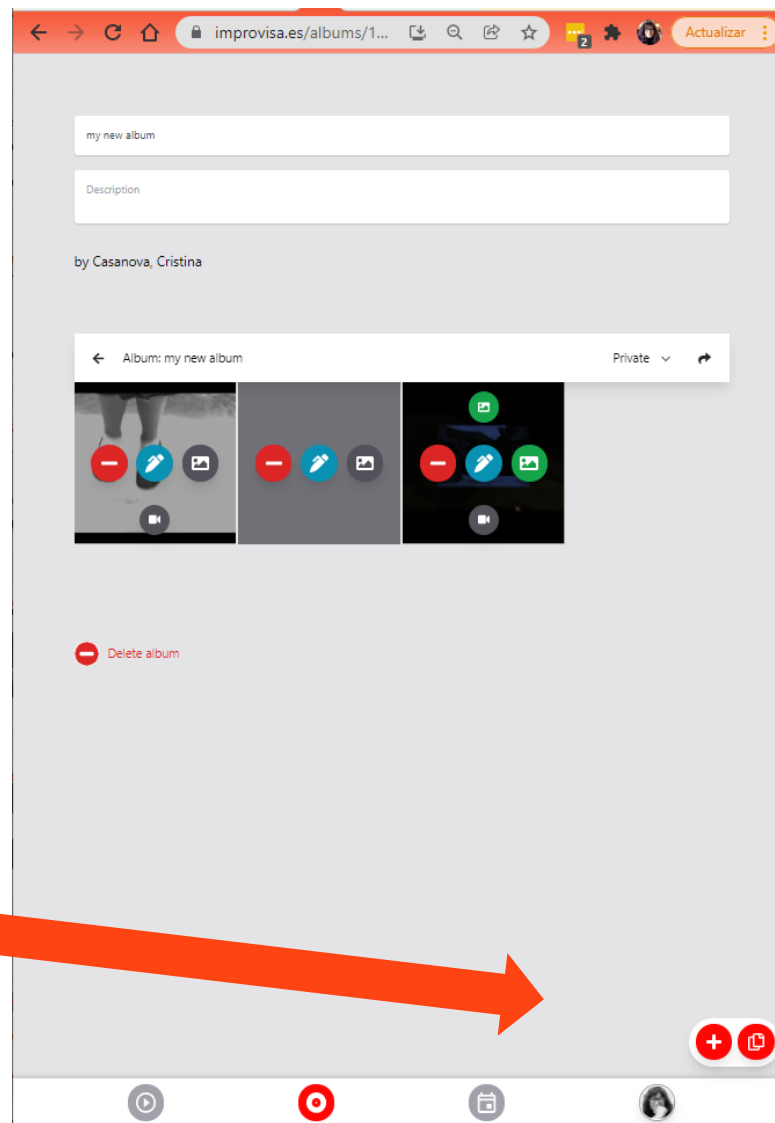 improvisa.es/albums/1...
2
Actualizar
my new album
Description
by Casanova, Cristina
Album: my new album
Private
Delete album